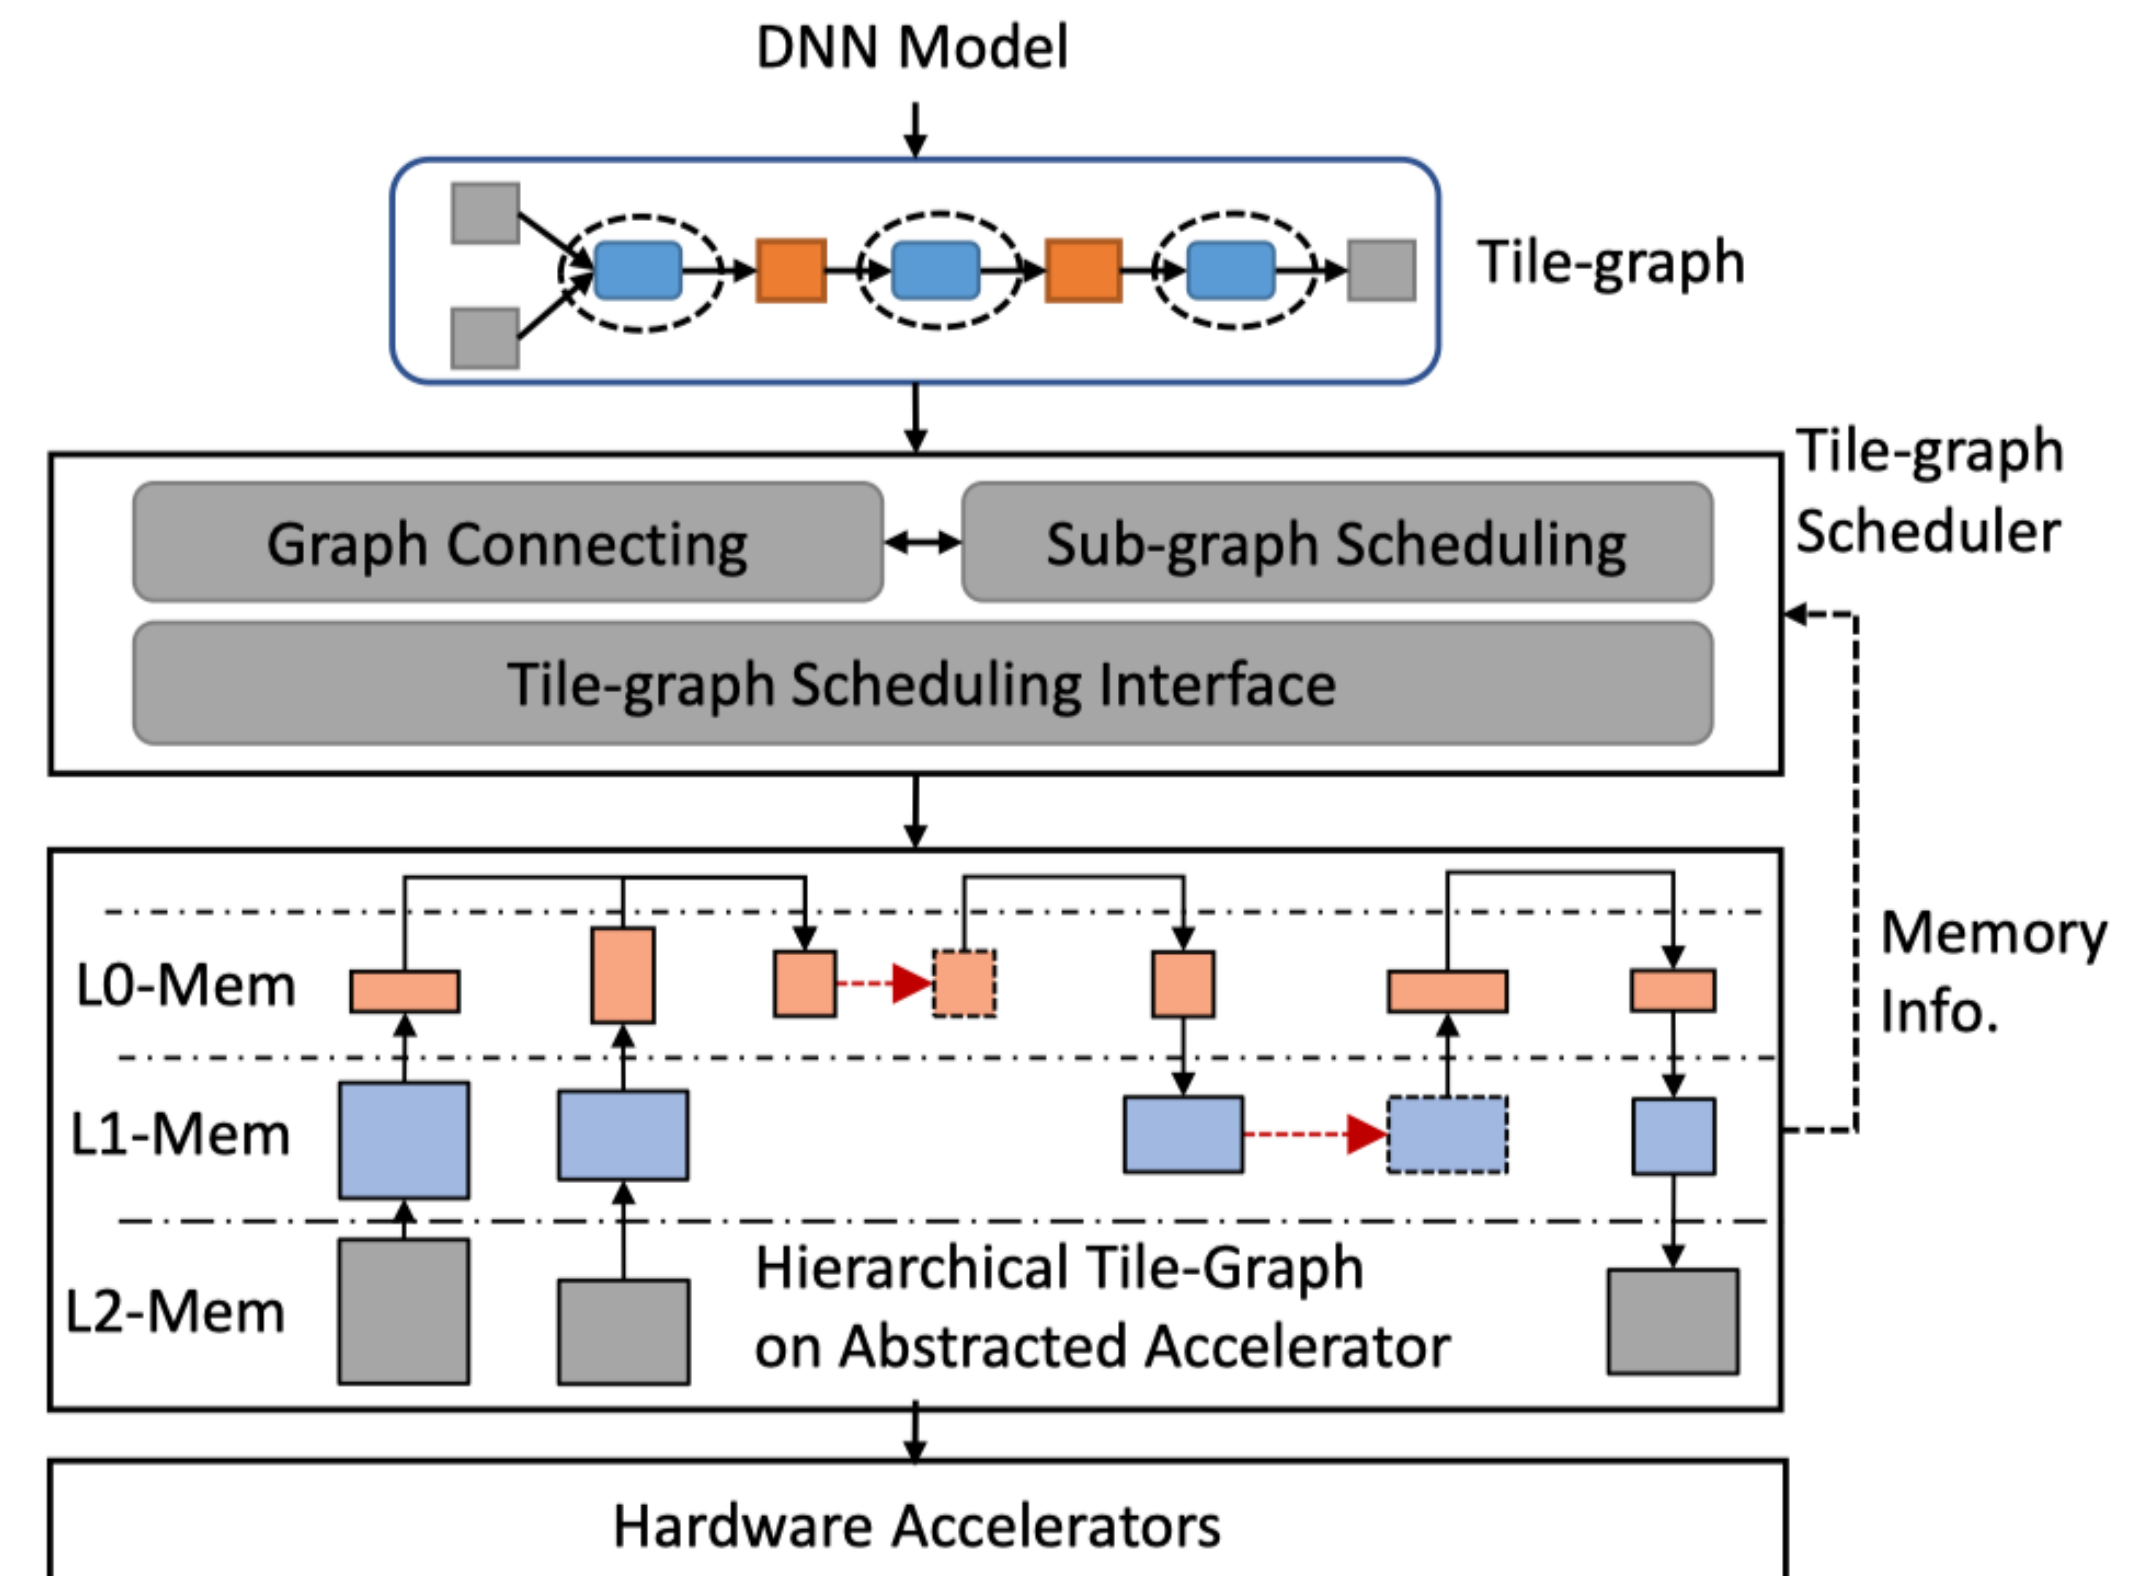 DNN Model
Tile-graph
Tile-graph
Scheduler
Graph Connecting
Sub-graph Scheduling
Tile-graph Scheduling Interface
Memory
Info.
L0-Mem
L1-Mem
L2-Mem
Hierarchical Tile-Graph
on Abstracted Accelerator
Hardware Accelerators